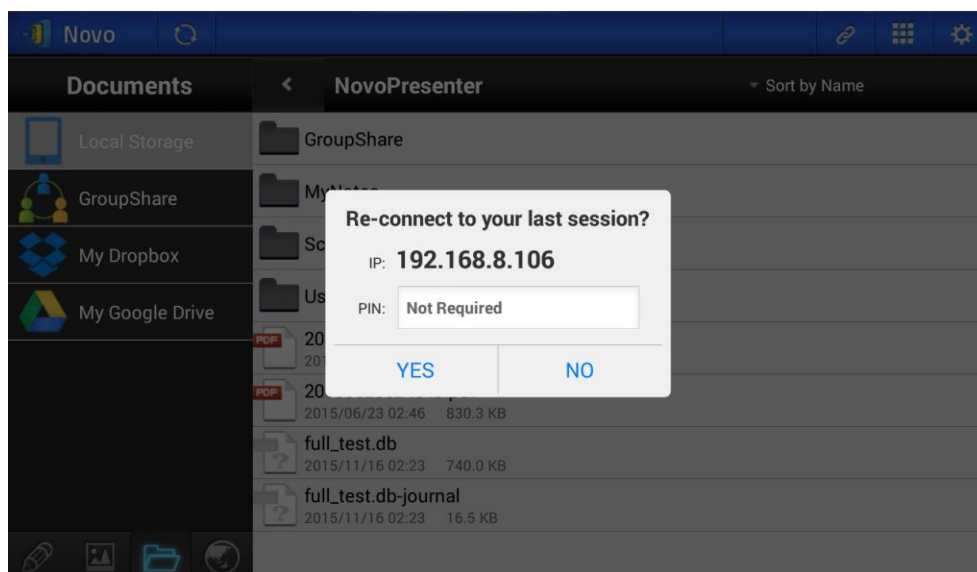 Novo
Documents
NovoPresenter
Sort by Name
Local Storage
GroupShare
My Dropbox
My Google Drive
GroupShare
Re-connect to your last session?
IP: 192.168.8.106
PIN: Not Required
YES NO
PDF
PDF
2015/06/23 02:46 830.3 KB
full_test.db
2015/11/16 02:23 740.0 KB
full_test.db-journal
2015/11/16 02:23 16.5 KB